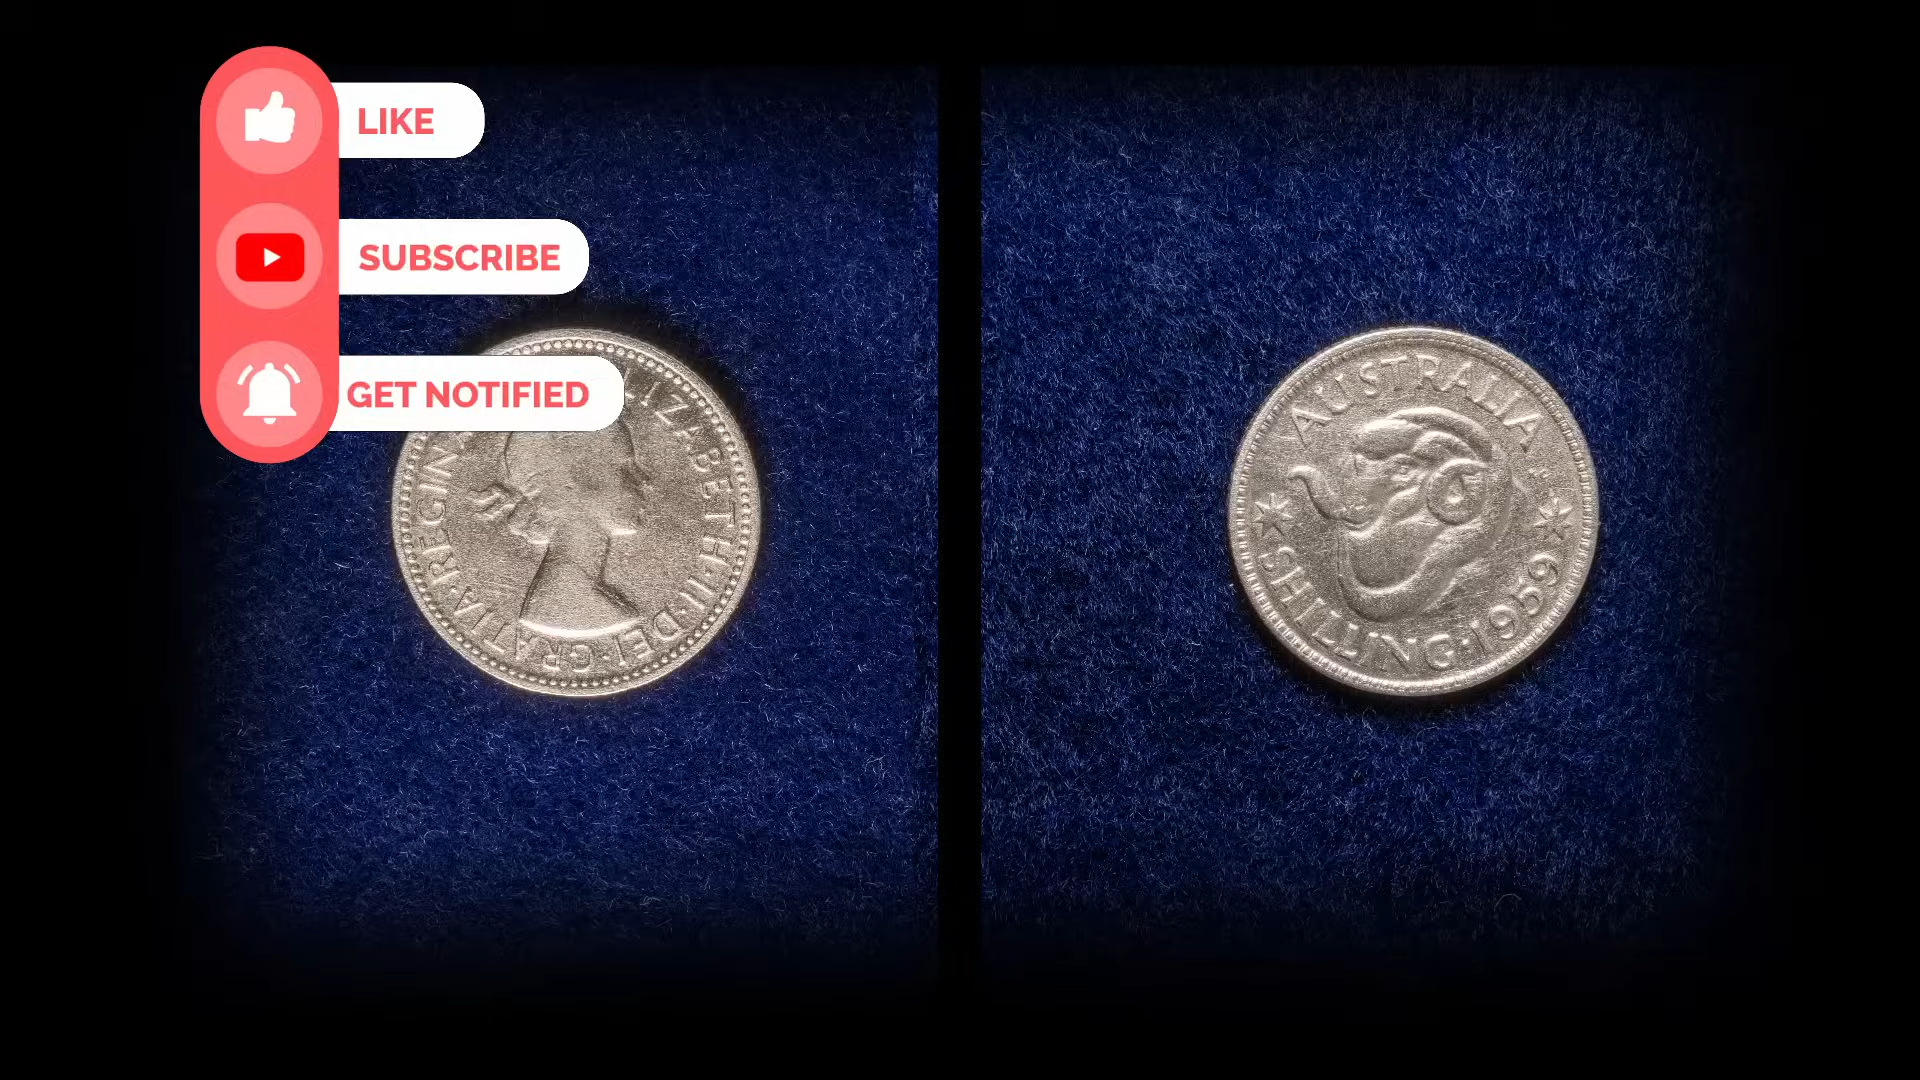 LIKE
SUBSCRIBE
GET NOTIFIED
ELIZABETH·II·DEI·GRATIA·REGINA
AUSTRALIA
SHILLING·1959